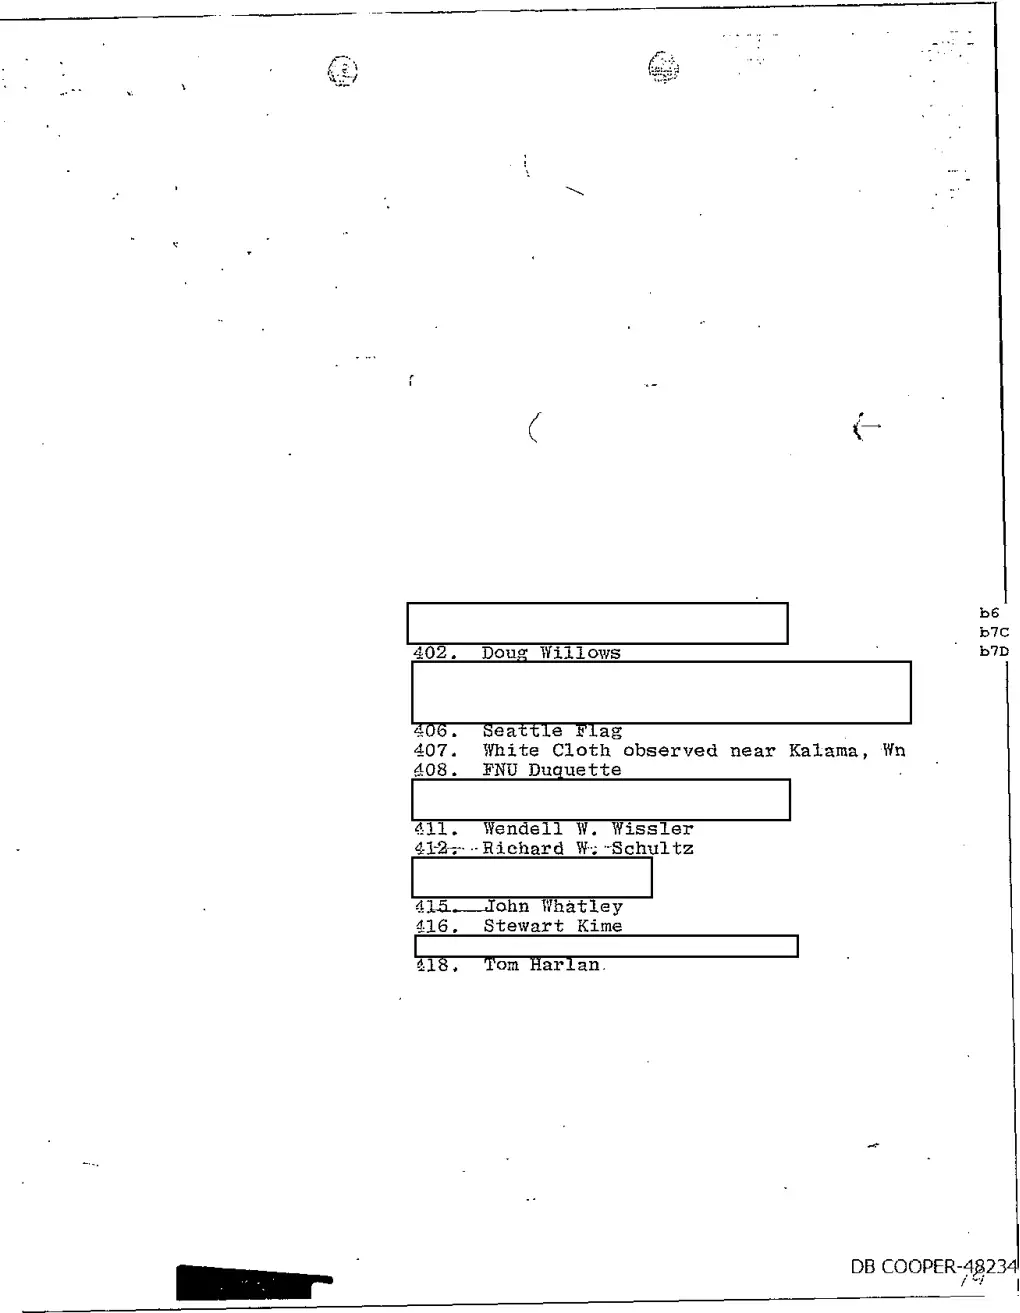 b6
b7C
402. Doug Willows b7D
406. Seattle Flag
407. White Cloth observed near Kalama, Wn
408. FNU Duquette
411. Wendell W. Wissler
412. Richard W. Schultz
415. John Whatley
416. Stewart Kime
418. Tom Harlan.
DB COOPER-48234